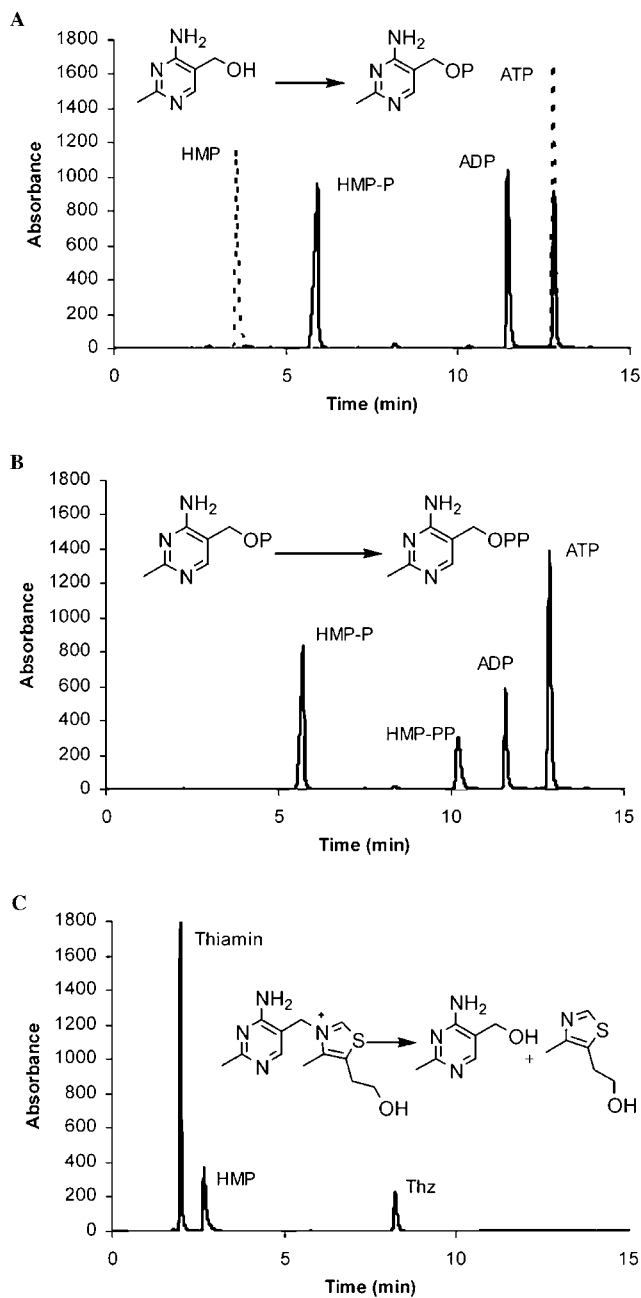 A
Absorbance
1800
1600
1400
1200
1000
800
600
400
200
0
NH2
N
N
OH
NH2
N
N
OP
HMP
HMP-P
ADP
ATP
0
5
10
15
Time (min)
B
Absorbance
1800
1600
1400
1200
1000
800
600
400
200
0
NH2
N
N
OP
NH2
N
N
OPP
HMP-P
HMP-PP
ADP
ATP
0
5
10
15
Time (min)
C
Absorbance
1800
1600
1400
1200
1000
800
600
400
200
0
Thiamin
NH2
N
N
+
N
S
OH
NH2
N
N
OH
+
N
S
OH
HMP
Thz
0
5
10
15
Time (min)